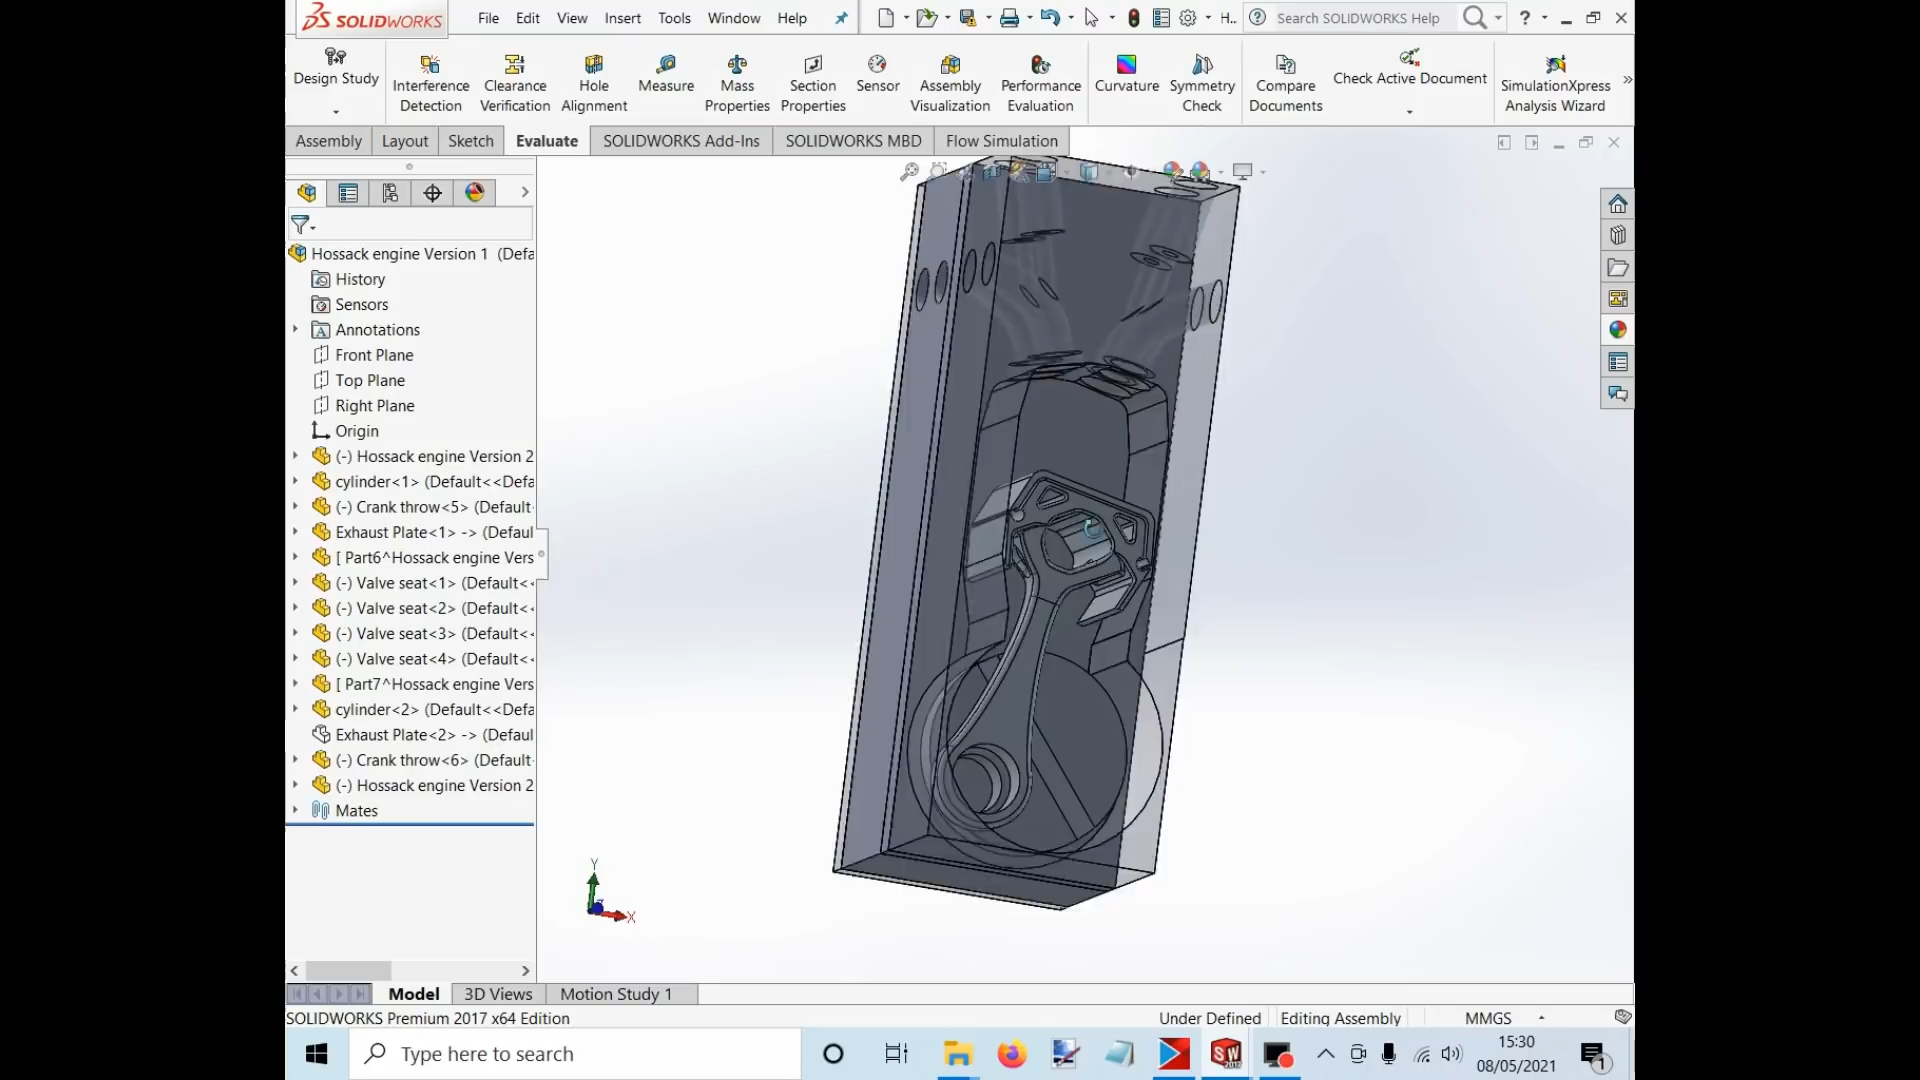 SOLIDWORKS File Edit View Insert Tools Window Help H.. Search SOLIDWORKS Help ?
Design Study
Interference Detection
Clearance Verification
Hole Alignment
Measure
Mass Properties
Section Properties
Sensor
Assembly Visualization
Performance Evaluation
Curvature
Symmetry Check
Compare Documents
Check Active Document
SimulationXpress Analysis Wizard
Assembly Layout Sketch Evaluate SOLIDWORKS Add-Ins SOLIDWORKS MBD Flow Simulation
Hossack engine Version 1 (Defa
History
Sensors
Annotations
Front Plane
Top Plane
Right Plane
Origin
(-) Hossack engine Version 2
cylinder<1> (Default<<Defa
(-) Crank throw<5> (Default
Exhaust Plate<1> -> (Defaul
[ Part6^Hossack engine Vers
(-) Valve seat<1> (Default<
(-) Valve seat<2> (Default<
(-) Valve seat<3> (Default<
(-) Valve seat<4> (Default<
[ Part7^Hossack engine Vers
cylinder<2> (Default<<Defa
Exhaust Plate<2> -> (Defaul
(-) Crank throw<6> (Default
(-) Hossack engine Version 2
Mates
Y
X
Model 3D Views Motion Study 1
SOLIDWORKS Premium 2017 x64 Edition Under Defined Editing Assembly MMGS
Type here to search
SW
2017
15:30
08/05/2021
1